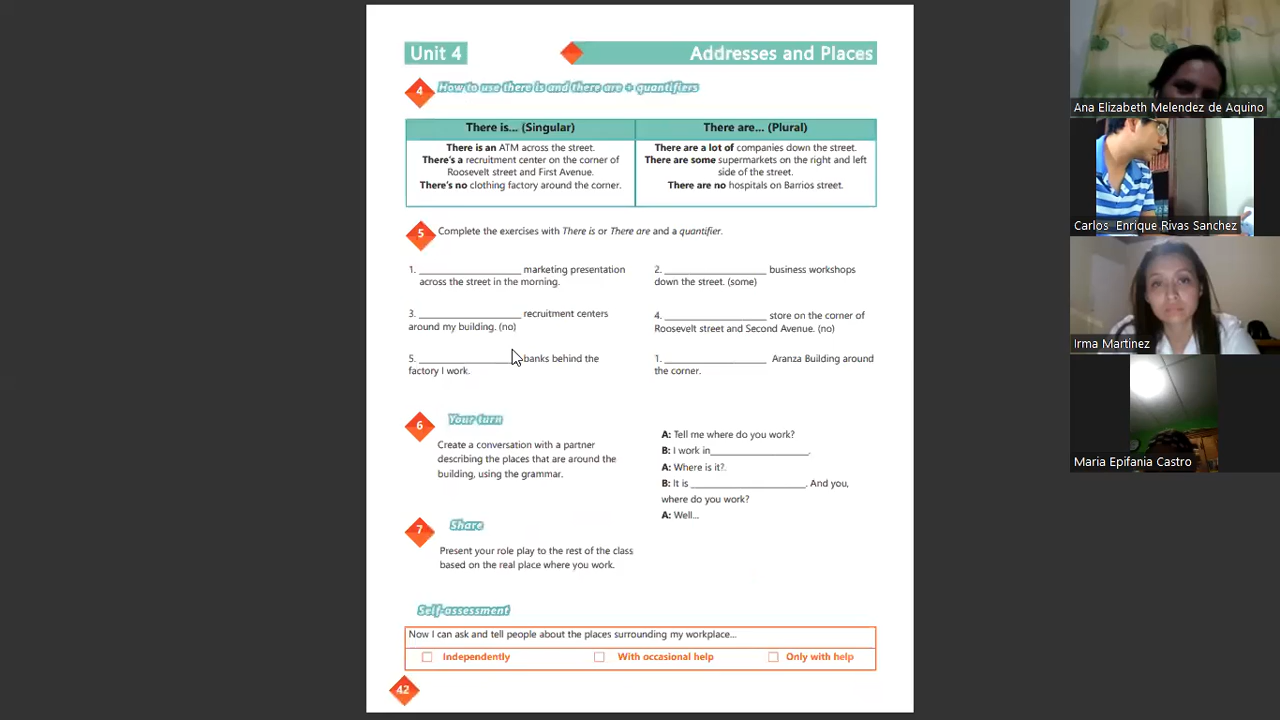 Unit 4
Addresses and Places
4
How to use there is and there are + quantifiers
There is... (Singular)
There are... (Plural)
There is an ATM across the street.
There's a recruitment center on the corner of
Roosevelt street and First Avenue.
There's no clothing factory around the corner.
There are a lot of companies down the street.
There are some supermarkets on the right and left
side of the street.
There are no hospitals on Barrios street.
5
Complete the exercises with There is or There are and a quantifier.
1. ____________________ marketing presentation
across the street in the morning.
2. ____________________ business workshops
down the street. (some)
3. ____________________ recruitment centers
around my building. (no)
4. ____________________ store on the corner of
Roosevelt street and Second Avenue. (no)
5. ____________________ banks behind the
factory I work.
1. ____________________ Aranza Building around
the corner.
6
Your turn
Create a conversation with a partner
describing the places that are around the
building, using the grammar.
A: Tell me where do you work?
B: I work in____________________.
A: Where is it?.
B: It is _______________________. And you,
where do you work?
A: Well...
7
Share
Present your role play to the rest of the class
based on the real place where you work.
Self-assessment
Now I can ask and tell people about the places surrounding my workplace...
Independently
With occasional help
Only with help
42
Ana Elizabeth Melendez de Aquino
Carlos Enrique Rivas Sanchez
Irma Martinez
Maria Epifania Castro